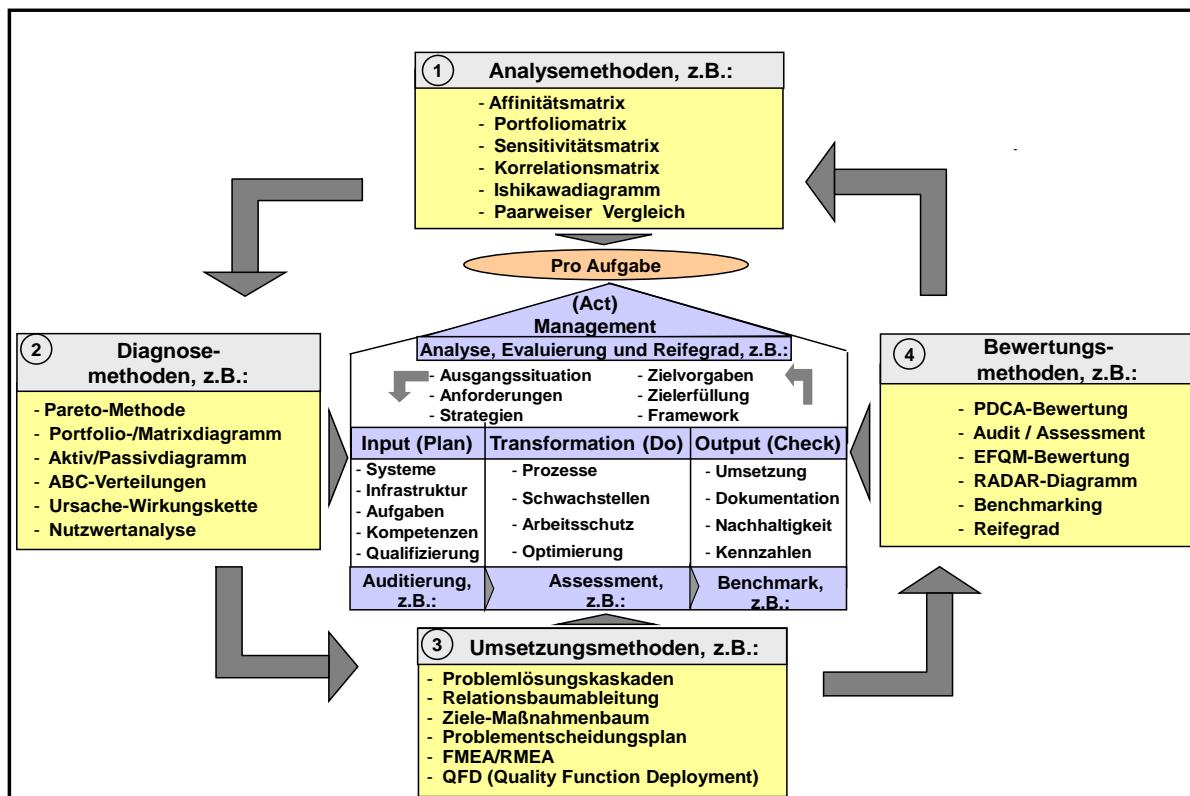 1 Analysemethoden, z.B.:
- Affinitätsmatrix
- Portfoliomatrix
- Sensitivitätsmatrix
- Korrelationsmatrix
- Ishikawadiagramm
- Paarweiser Vergleich
Pro Aufgabe
(Act)
Management
Analyse, Evaluierung und Reifegrad, z.B.:
- Ausgangssituation
- Anforderungen
- Strategien
- Zielvorgaben
- Zielerfüllung
- Framework
Input (Plan)
- Systeme
- Infrastruktur
- Aufgaben
- Kompetenzen
- Qualifizierung
Auditierung,
z.B.:
Transformation (Do)
- Prozesse
- Schwachstellen
- Arbeitsschutz
- Optimierung
Assessment,
z.B.:
Output (Check)
- Umsetzung
- Dokumentation
- Nachhaltigkeit
- Kennzahlen
Benchmark,
z.B.:
2 Diagnose-
methoden, z.B.:
- Pareto-Methode
- Portfolio-/Matrixdiagramm
- Aktiv/Passivdiagramm
- ABC-Verteilungen
- Ursache-Wirkungskette
- Nutzwertanalyse
3 Umsetzungsmethoden, z.B.:
- Problemlösungskaskaden
- Relationsbaumableitung
- Ziele-Maßnahmenbaum
- Problementscheidungsplan
- FMEA/RMEA
- QFD (Quality Function Deployment)
4 Bewertungs-
methoden, z.B.:
- PDCA-Bewertung
- Audit / Assessment
- EFQM-Bewertung
- RADAR-Diagramm
- Benchmarking
- Reifegrad
-